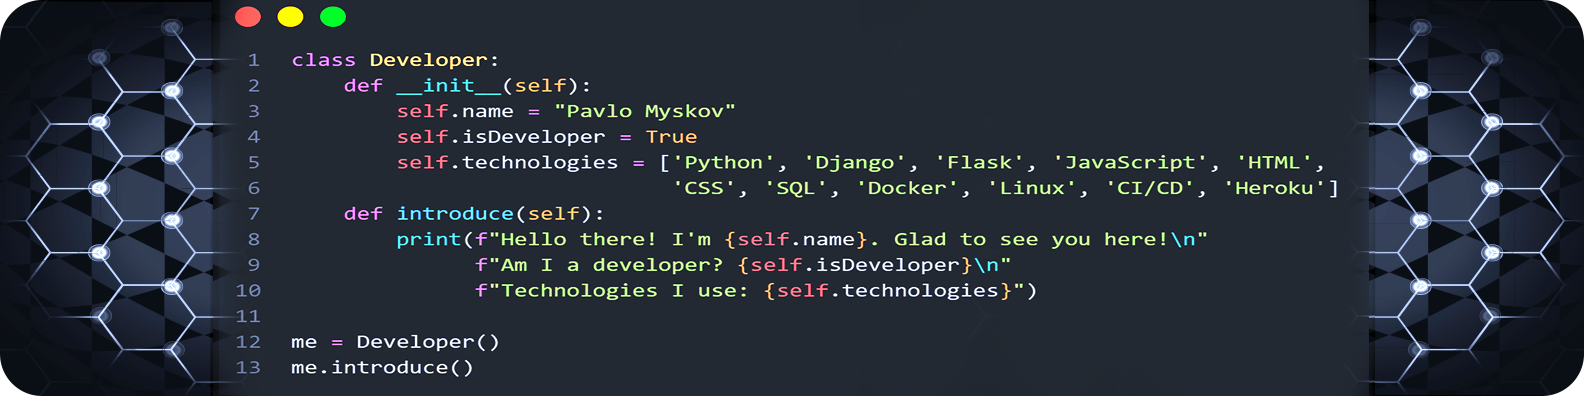 1 class Developer:
2     def __init__(self):
3         self.name = "Pavlo Myskov"
4         self.isDeveloper = True
5         self.technologies = ['Python', 'Django', 'Flask', 'JavaScript', 'HTML',
6                              'CSS', 'SQL', 'Docker', 'Linux', 'CI/CD', 'Heroku']
7     def introduce(self):
8         print(f"Hello there! I'm {self.name}. Glad to see you here!\n"
9               f"Am I a developer? {self.isDeveloper}\n"
10              f"Technologies I use: {self.technologies}")
11
12 me = Developer()
13 me.introduce()